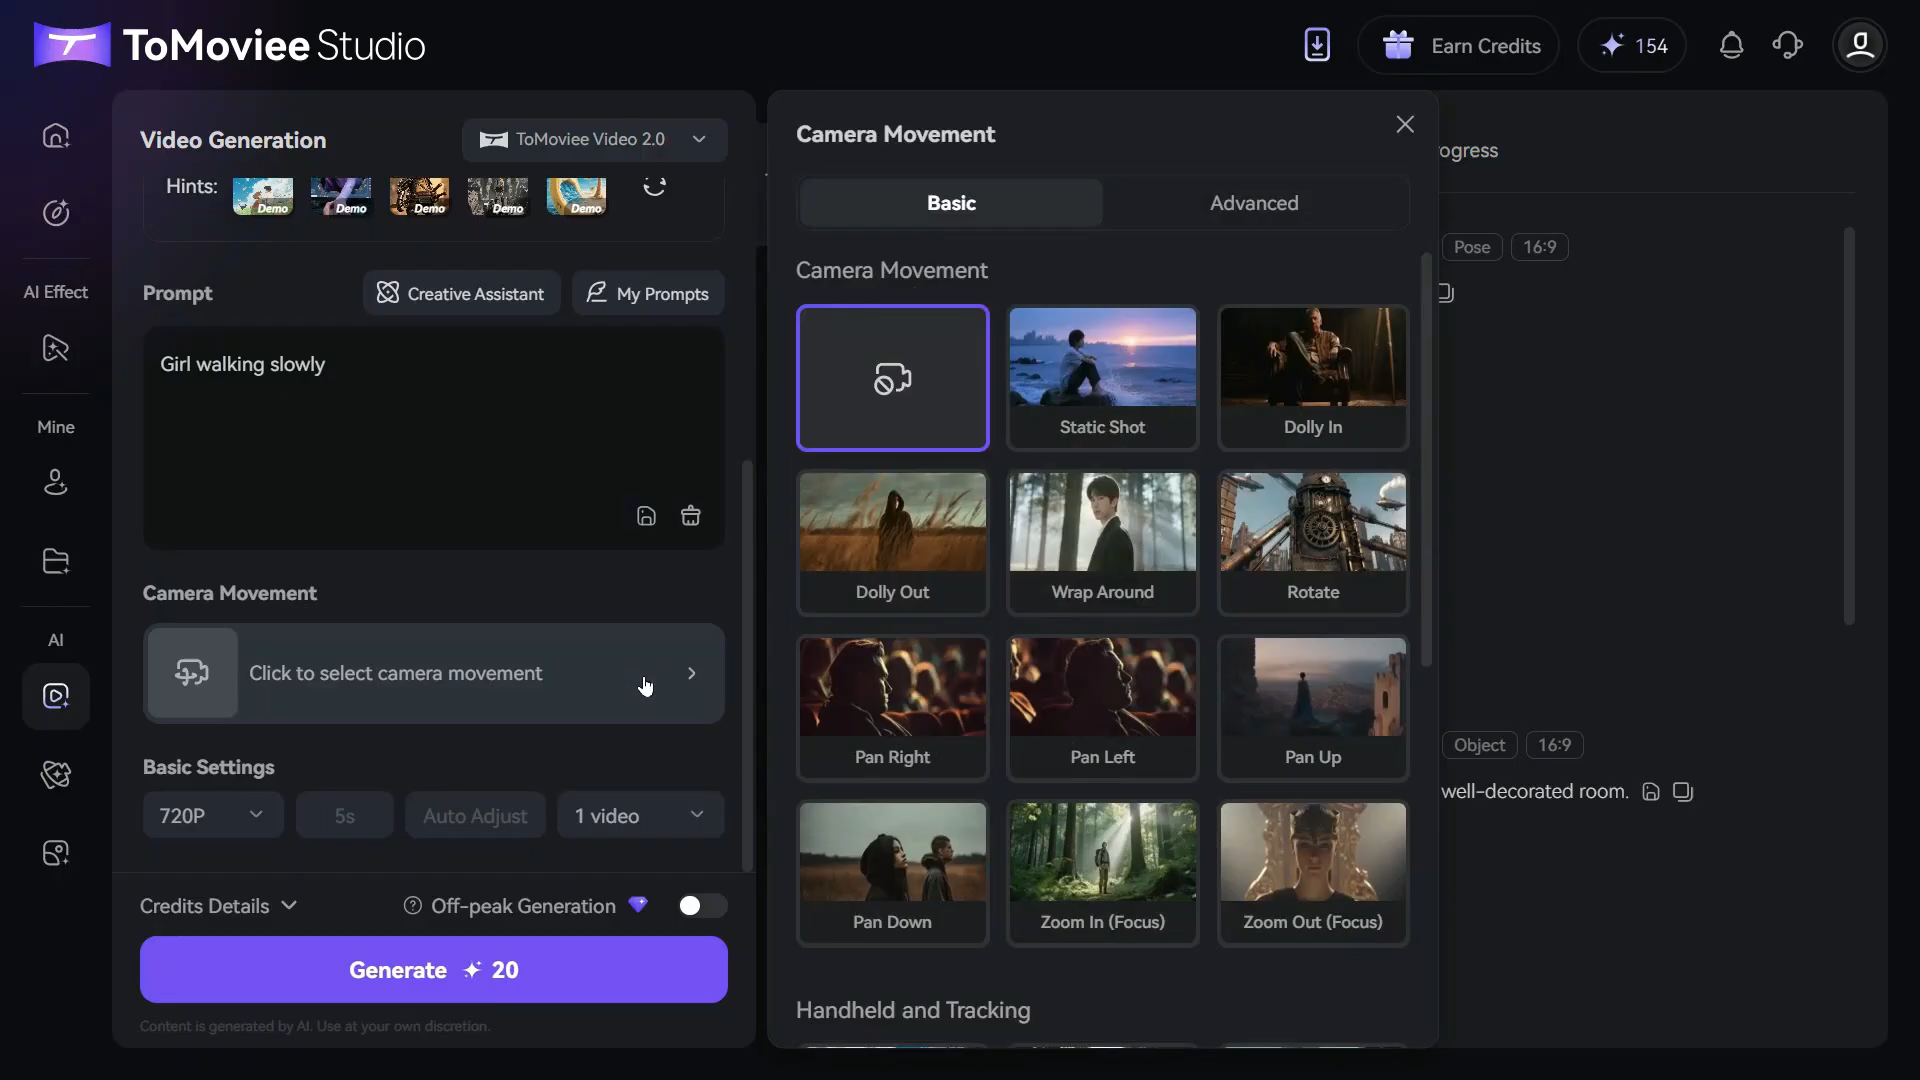 ToMoviee Studio
Earn Credits
154
Video Generation
ToMoviee Video 2.0
Hints:
Demo
Demo
Demo
Demo
Demo
Prompt
Creative Assistant
My Prompts
Girl walking slowly
Camera Movement
Click to select camera movement
Basic Settings
720P
5s
Auto Adjust
1 video
Credits Details
Off-peak Generation
Generate 20
Content is generated by AI. Use at your own discretion.
AI Effect
Mine
AI
Camera Movement
Basic
Advanced
Camera Movement
Static Shot
Dolly In
Dolly Out
Wrap Around
Rotate
Pan Right
Pan Left
Pan Up
Pan Down
Zoom In (Focus)
Zoom Out (Focus)
Handheld and Tracking
ogress
Pose
16:9
Object
16:9
well-decorated room.